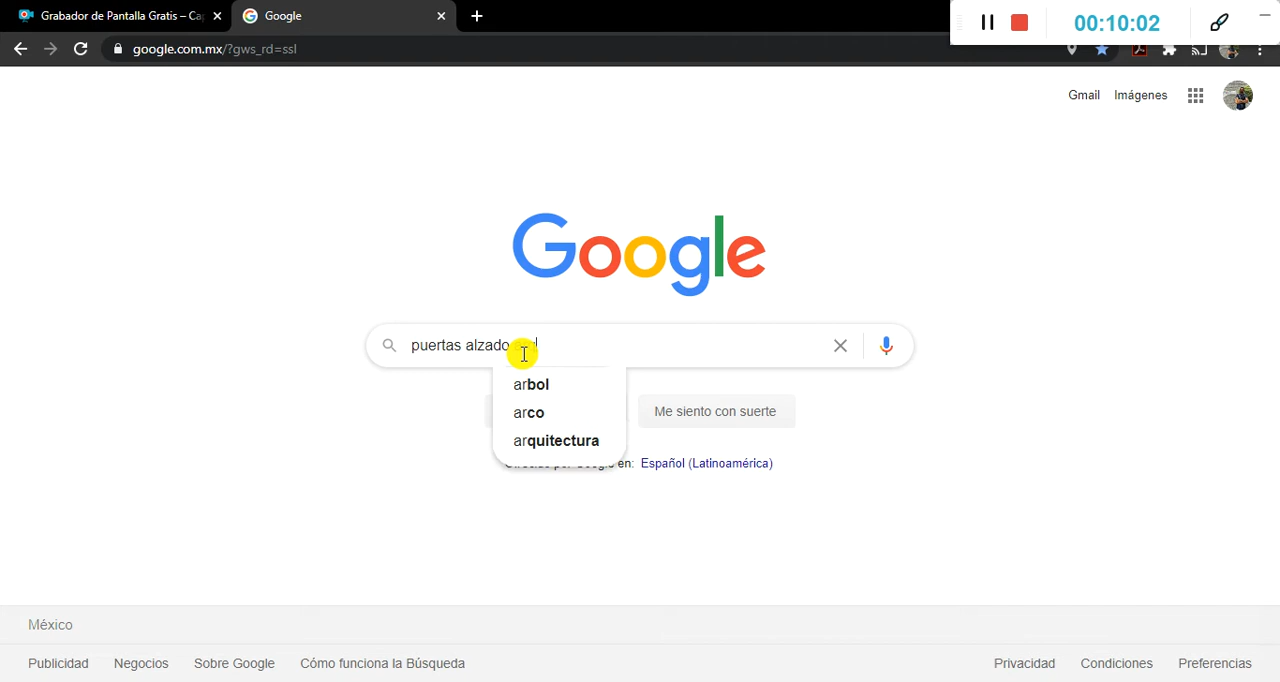 Grabador de Pantalla Gratis – Ca
Google
00:10:02
google.com.mx/?gws_rd=ssl
Gmail Imágenes
Google
puertas alzado
arbol
arco
arquitectura
Me siento con suerte
Google en: Español (Latinoamérica)
México
Publicidad Negocios Sobre Google Cómo funciona la Búsqueda
Privacidad Condiciones Preferencias